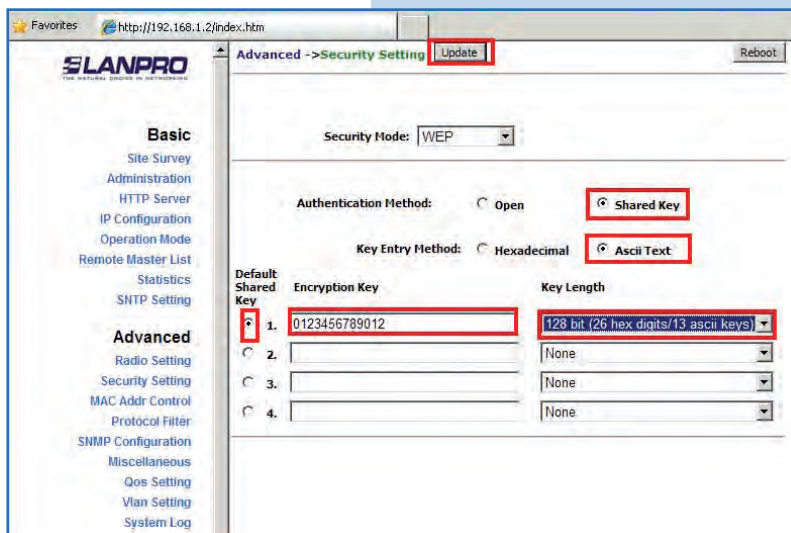 Favorites http://192.168.1.2/index.htm
LANPRO
THE NATURAL CHOICE IN NETWORKING
Advanced ->Security Setting Update Reboot
Basic
Site Survey
Administration
HTTP Server
IP Configuration
Operation Mode
Remote Master List
Statistics
SNTP Setting
Advanced
Radio Setting
Security Setting
MAC Addr Control
Protocol Filter
SNMP Configuration
Miscellaneous
Qos Setting
Vlan Setting
System Log
Security Mode: WEP
Authentication Method: Open Shared Key
Key Entry Method: Hexadecimal Ascii Text
Default Shared Key Encryption Key Key Length
1. 0123456789012 128 bit (26 hex digits/13 ascii keys)
2. None
3. None
4. None